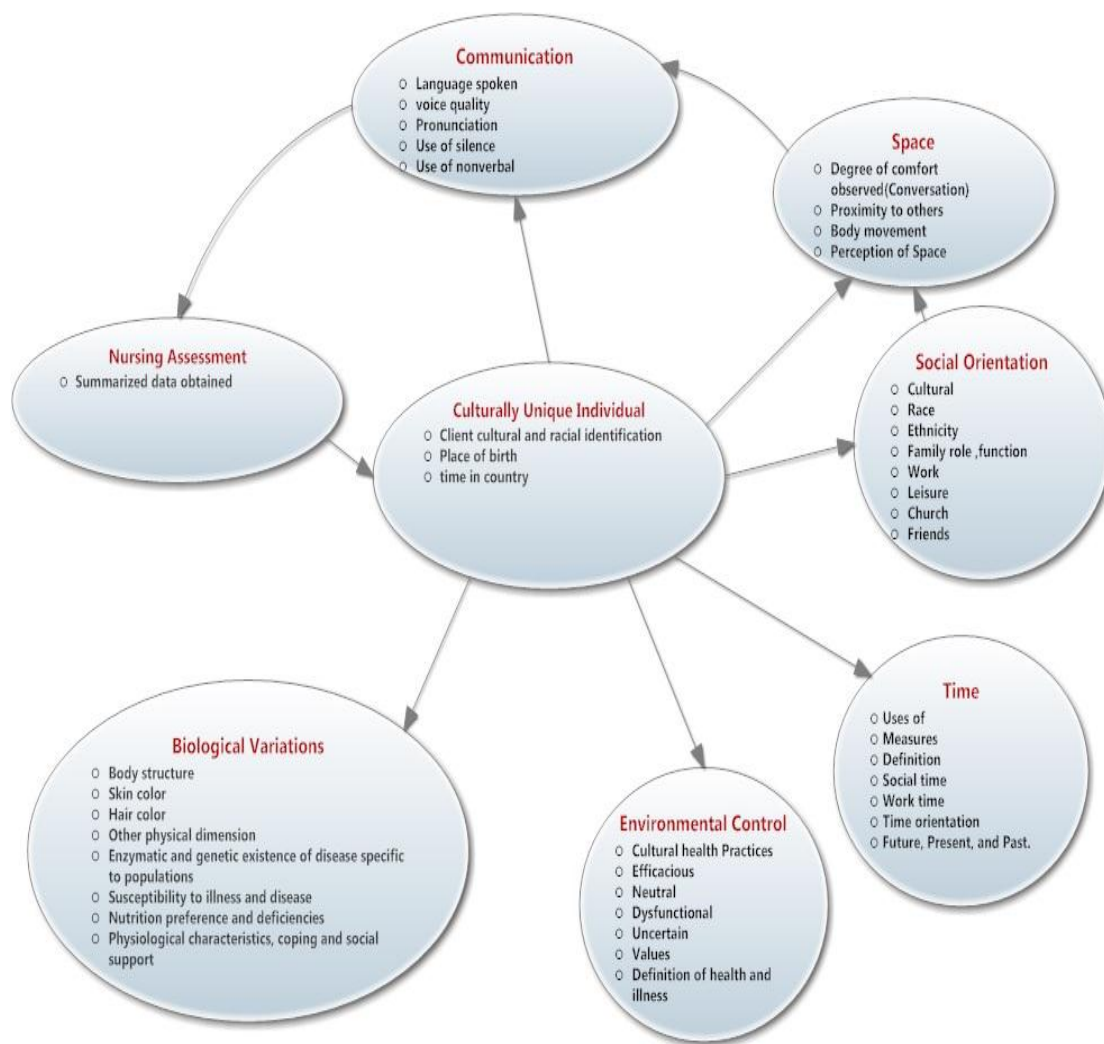 Communication
○ Language spoken
○ voice quality
○ Pronunciation
○ Use of silence
○ Use of nonverbal
Space
○ Degree of comfort
observed(Conversation)
○ Proximity to others
○ Body movement
○ Perception of Space
Nursing Assessment
○ Summarized data obtained
Culturally Unique Individual
○ Client cultural and racial identification
○ Place of birth
○ time in country
Social Orientation
○ Cultural
○ Race
○ Ethnicity
○ Family role ,function
○ Work
○ Leisure
○ Church
○ Friends
Biological Variations
○ Body structure
○ Skin color
○ Hair color
○ Other physical dimension
○ Enzymatic and genetic existence of disease specific
to populations
○ Susceptibility to illness and disease
○ Nutrition preference and deficiencies
○ Physiological characteristics, coping and social
support
Environmental Control
○ Cultural health Practices
○ Efficacious
○ Neutral
○ Dysfunctional
○ Uncertain
○ Values
○ Definition of health and
illness
Time
○ Uses of
○ Measures
○ Definition
○ Social time
○ Work time
○ Time orientation
○ Future, Present, and Past.